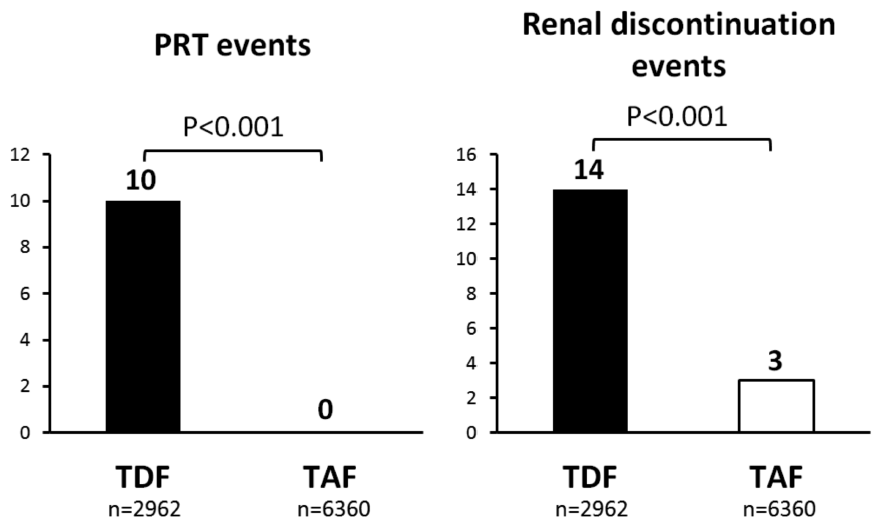 PRT events
P<0.001
12
10
8
6
4
2
0
10
0
TDF
TAF
n=2962
n=6360
Renal discontinuation
events
P<0.001
16
14
12
10
8
6
4
2
0
14
3
TDF
TAF
n=2962
n=6360